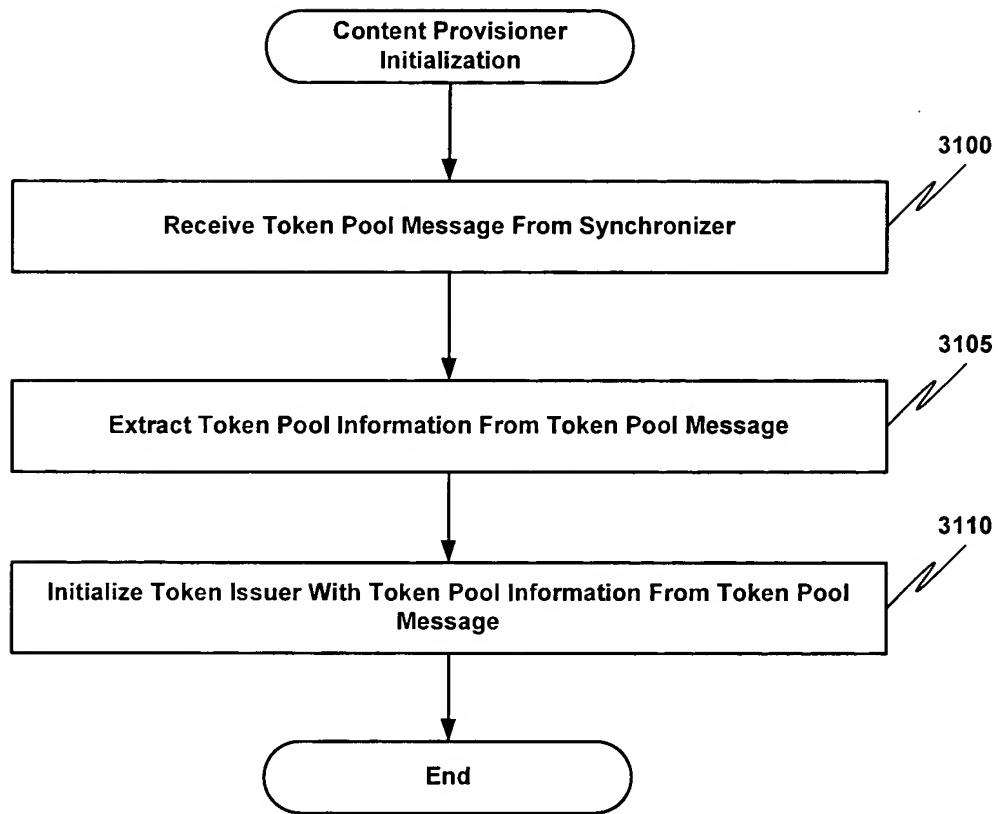 Content Provisioner
Initialization
3100
Receive Token Pool Message From Synchronizer
3105
Extract Token Pool Information From Token Pool Message
3110
Initialize Token Issuer With Token Pool Information From Token Pool
Message
End